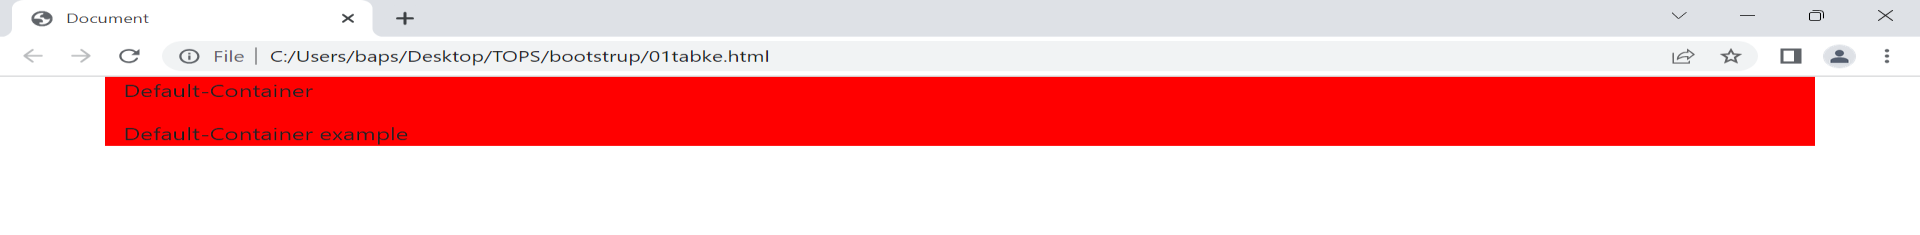 Document
File | C:/Users/baps/Desktop/TOPS/bootstrup/01tabke.html
Default-Container
Default-Container example